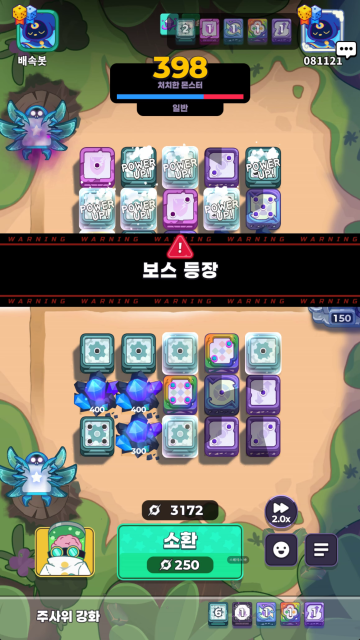 배속봇
081121
398
처치한 몬스터
일반
POWER UP!!
POWER UP!!
POWER UP!!
POWER UP!!
POWER UP!!
POWER UP!!
WARNING WARNING WARNING WARNING WARNING
보스 등장
WARNING WARNING WARNING WARNING WARNING
150
400 400
300
3172
2.0x
소환
250
주사위 강화